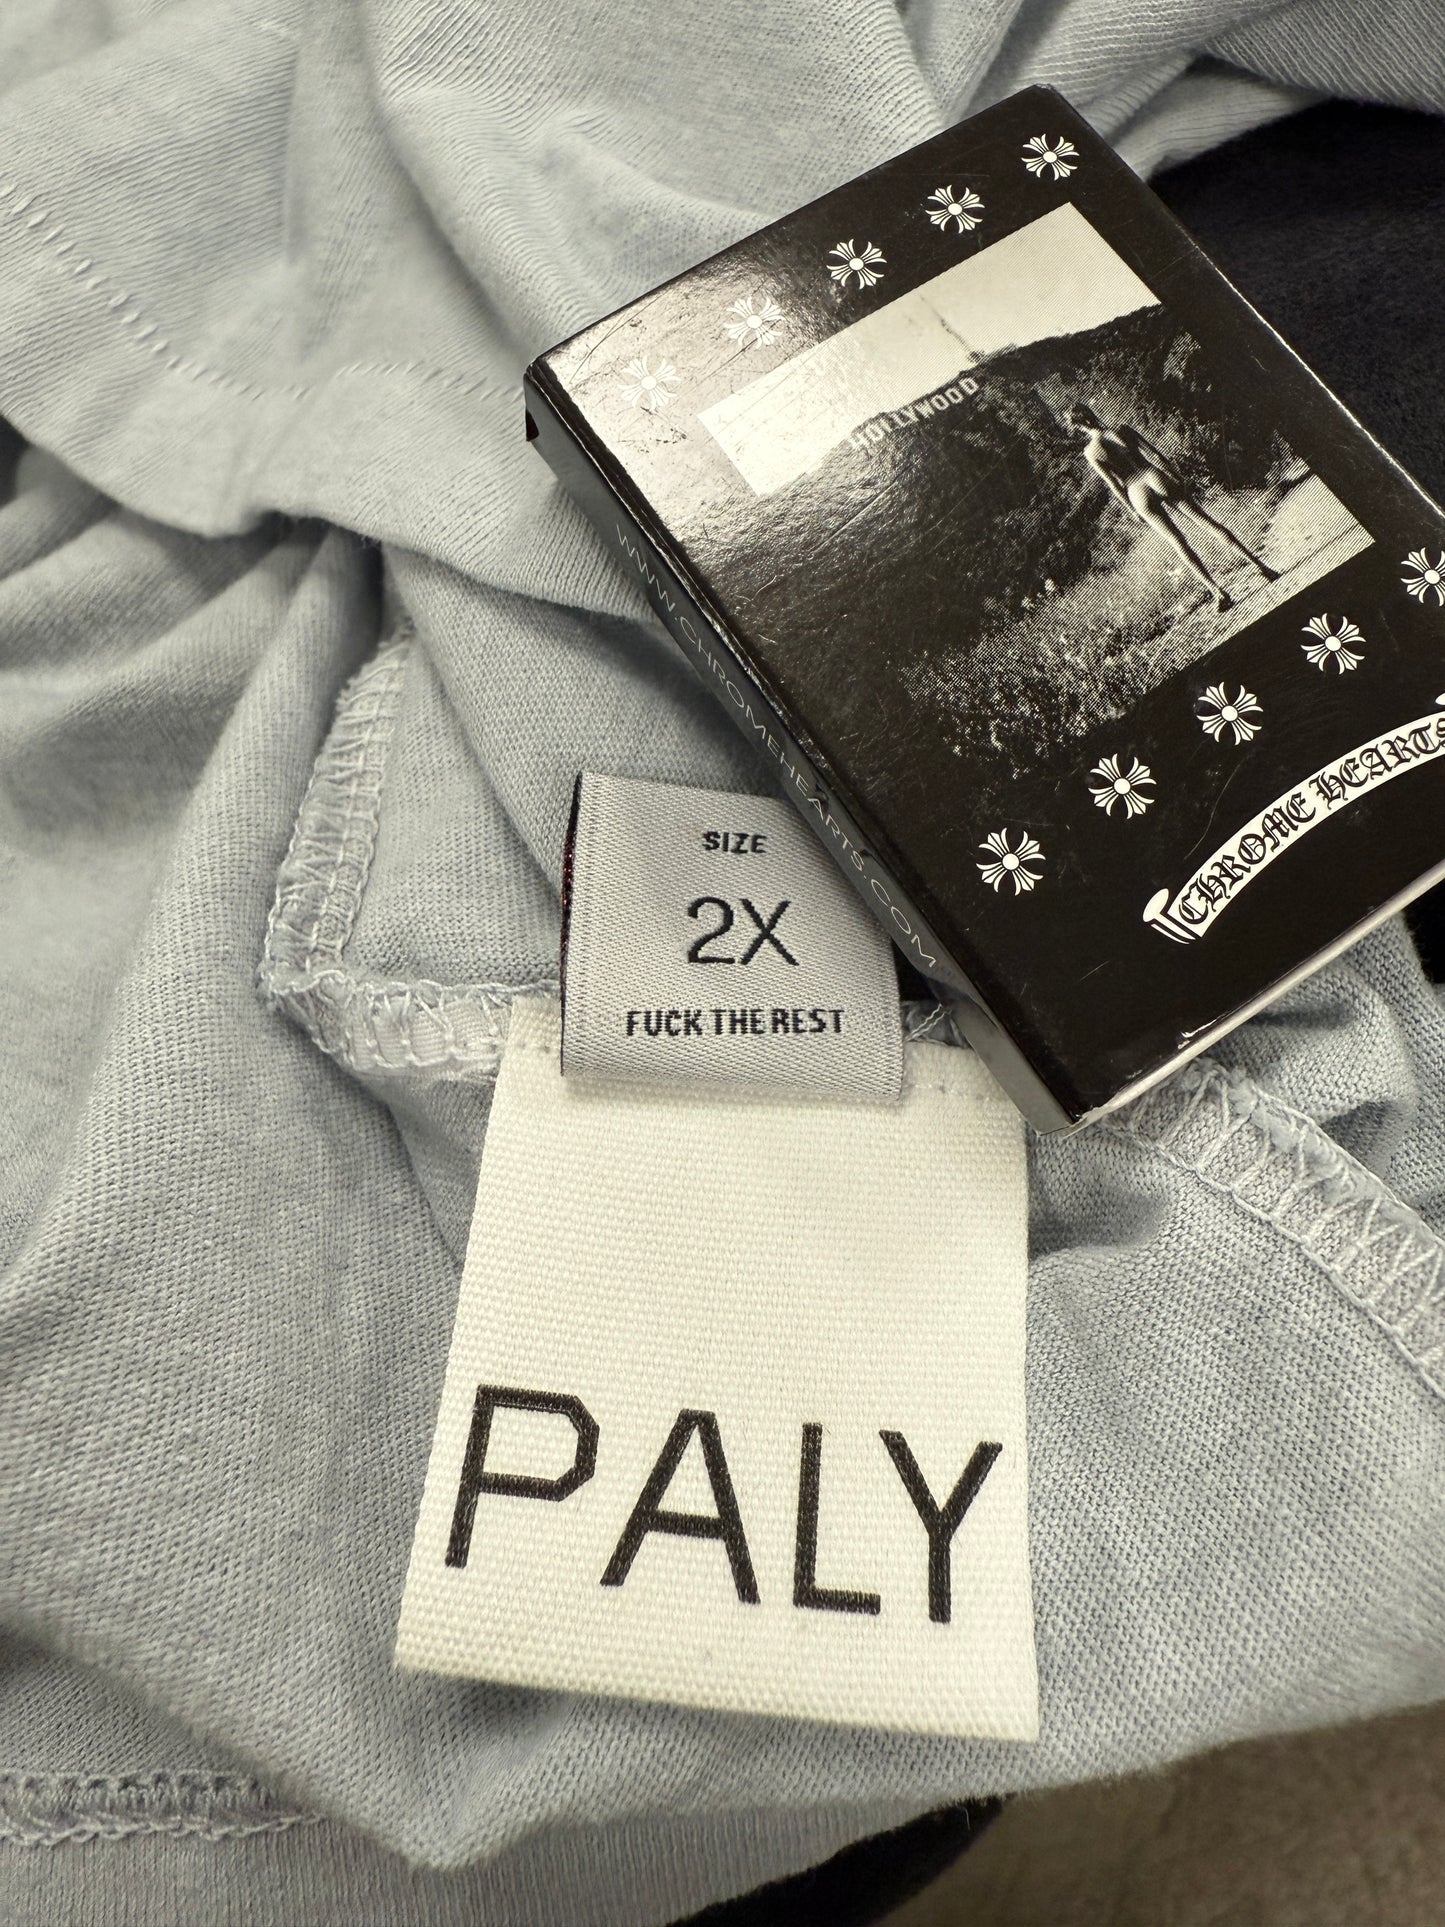 HOLLYWOOD
WWW.CHROMEHEARTS.COM
CHROME HEARTS
SIZE
2X
FUCK THE REST
PALY